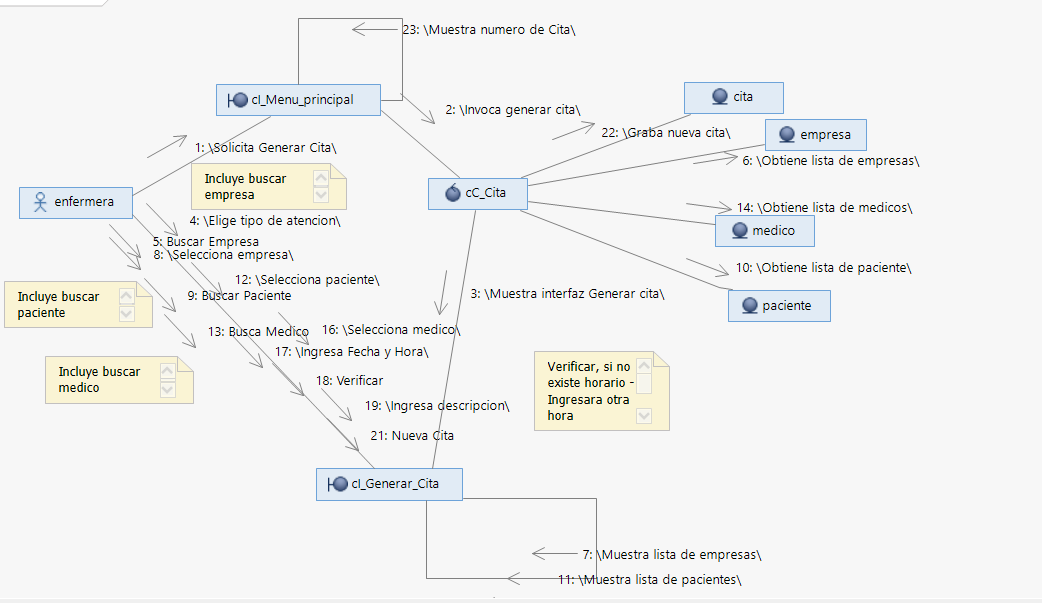 23: \Muestra numero de Cita\
cI_Menu_principal
cita
2: \Invoca generar cita\
22: \Graba nueva cita\
empresa
1: \Solicita Generar Cita\
6: \Obtiene lista de empresas\
Incluye buscar
empresa
cC_Cita
enfermera
14: \Obtiene lista de medicos\
4: \Elige tipo de atencion\
medico
5: Buscar Empresa
8: \Selecciona empresa\
10: \Obtiene lista de paciente\
12: \Selecciona paciente\
9: Buscar Paciente
3: \Muestra interfaz Generar cita\
Incluye buscar
paciente
paciente
13: Busca Medico
16: \Selecciona medico\
17: \Ingresa Fecha y Hora\
Incluye buscar
medico
18: Verificar
Verificar, si no
existe horario -
Ingresara otra
hora
19: \Ingresa descripcion\
21: Nueva Cita
cI_Generar_Cita
7: \Muestra lista de empresas\
11: \Muestra lista de pacientes\